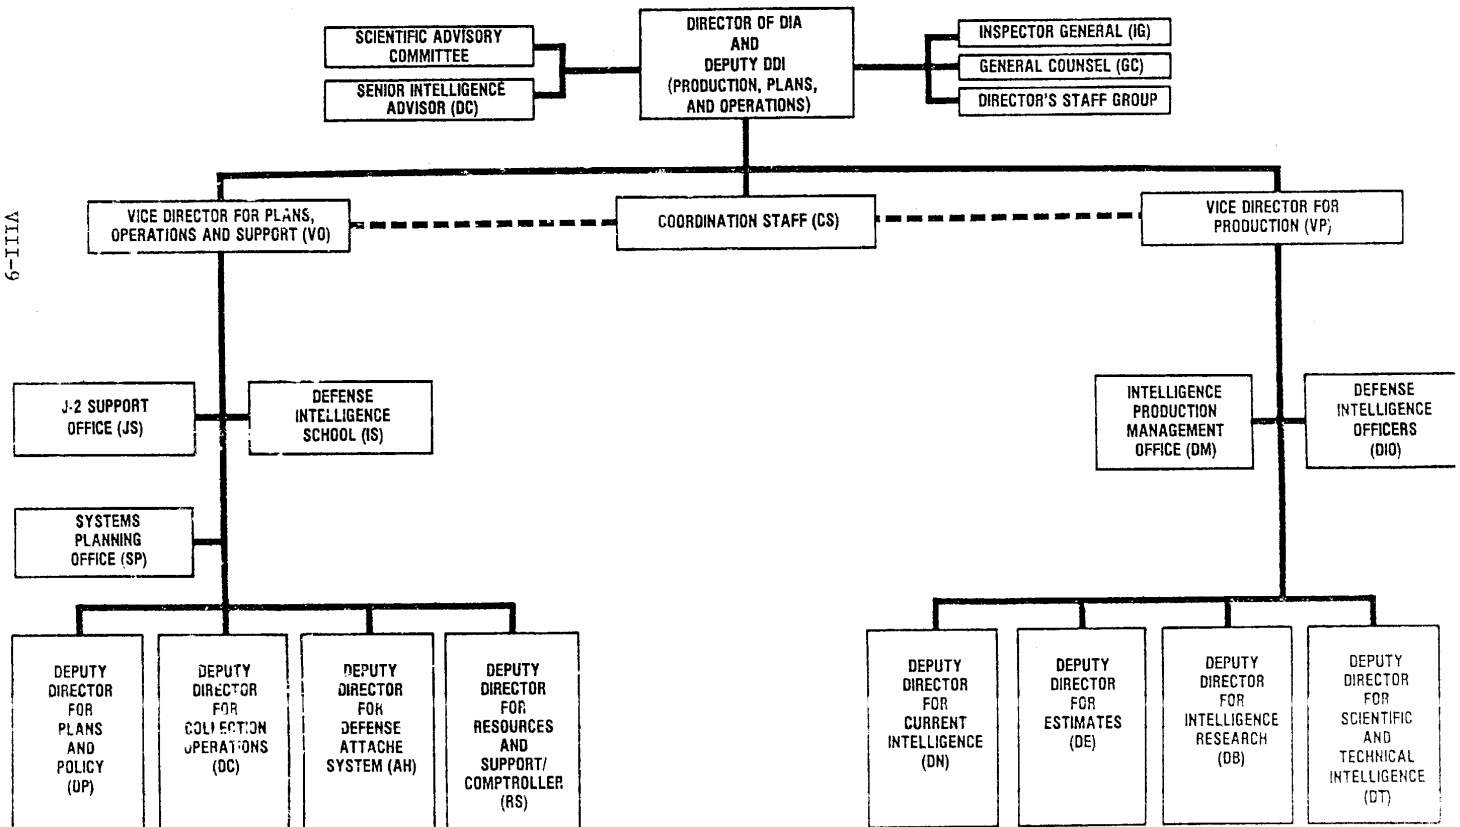 SCIENTIFIC ADVISORY
COMMITTEE
SENIOR INTELLIGENCE
ADVISOR (DC)
DIRECTOR OF DIA
AND
DEPUTY DDI
(PRODUCTION, PLANS,
AND OPERATIONS)
INSPECTOR GENERAL (IG)
GENERAL COUNSEL (GC)
DIRECTOR'S STAFF GROUP
VICE DIRECTOR FOR PLANS,
OPERATIONS AND SUPPORT (VO)
COORDINATION STAFF (CS)
VICE DIRECTOR FOR
PRODUCTION (VP)
VIII-9
J-2 SUPPORT
OFFICE (JS)
DEFENSE
INTELLIGENCE
SCHOOL (IS)
INTELLIGENCE
PRODUCTION
MANAGEMENT
OFFICE (DM)
DEFENSE
INTELLIGENCE
OFFICERS
(DIO)
SYSTEMS
PLANNING
OFFICE (SP)
DEPUTY
DIRECTOR
FOR
PLANS
AND
POLICY
(DP)
DEPUTY
DIRECTOR
FOR
COLLECTION
OPERATIONS
(DC)
DEPUTY
DIRECTOR
FOR
DEFENSE
ATTACHE
SYSTEM (AH)
DEPUTY
DIRECTOR
FOR
RESOURCES
AND
SUPPORT/
COMPTROLLER
(RS)
DEPUTY
DIRECTOR
FOR
CURRENT
INTELLIGENCE
(DN)
DEPUTY
DIRECTOR
FOR
ESTIMATES
(DE)
DEPUTY
DIRECTOR
FOR
INTELLIGENCE
RESEARCH
(DB)
DEPUTY
DIRECTOR
FOR
SCIENTIFIC
AND
TECHNICAL
INTELLIGENCE
(DT)